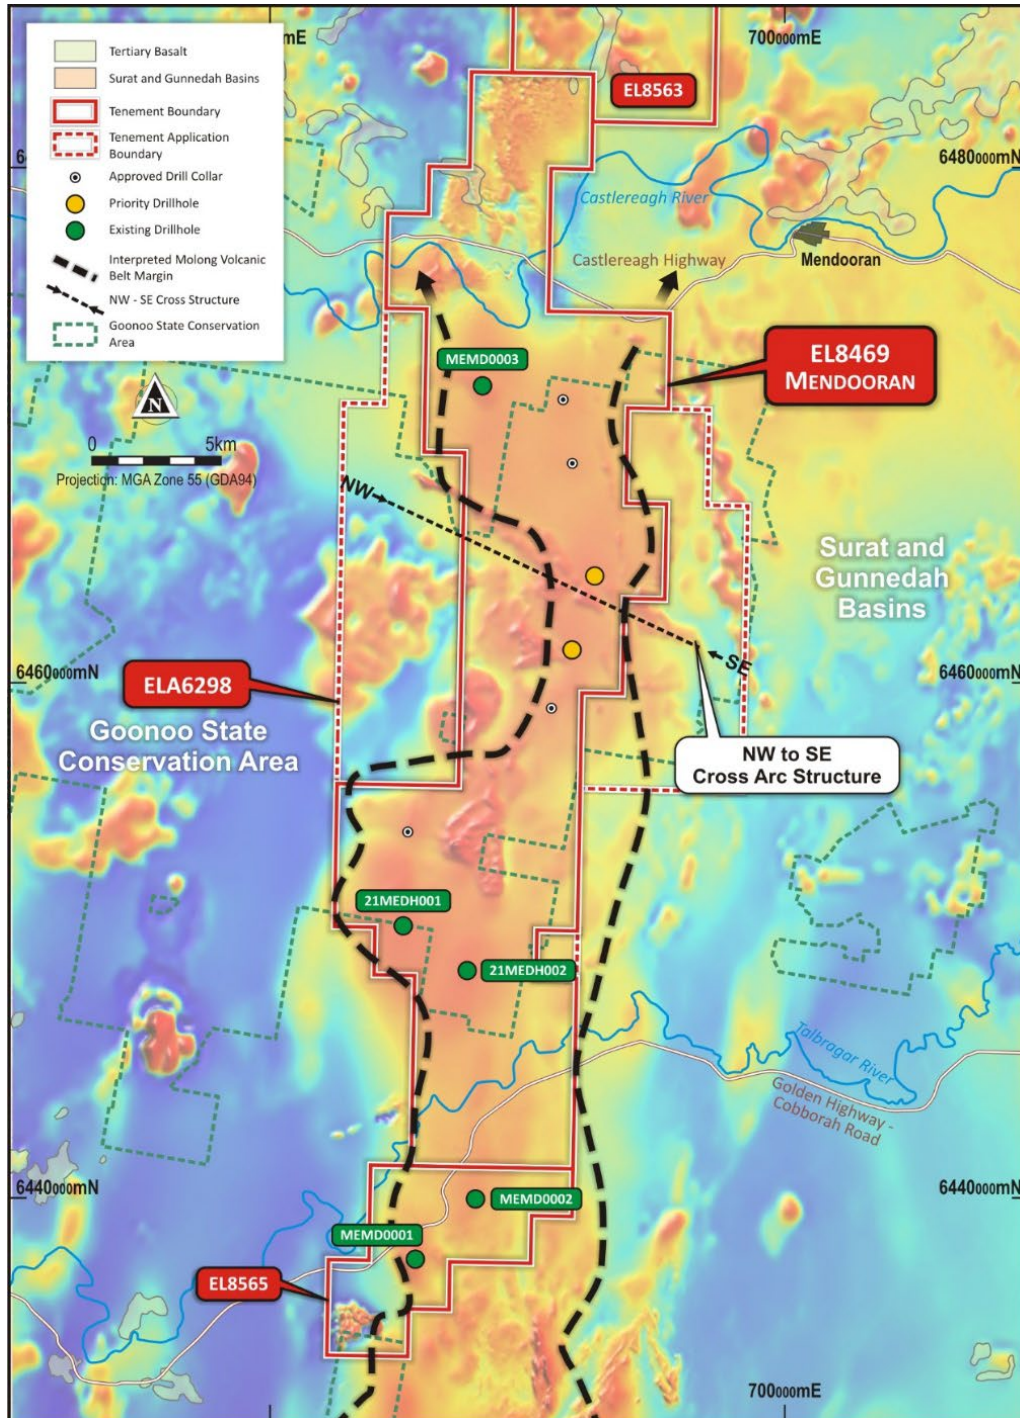 mE
700000mE
Tertiary Basalt
Surat and Gunnedah Basins
Tenement Boundary
Tenement Application
Boundary
Approved Drill Collar
Priority Drillhole
Existing Drillhole
Interpreted Molong Volcanic
Belt Margin
NW - SE Cross Structure
Goonoo State Conservation
Area
EL8563
6480000mN
Castlereagh River
Castlereagh Highway
Mendooran
MEMD0003
EL8469
MENDOORAN
N
0 5km
Projection: MGA Zone 55 (GDA94)
NW
Surat and
Gunnedah
Basins
SE
6460000mN
6460000mN
ELA6298
Goonoo State
Conservation Area
NW to SE
Cross Arc Structure
21MEDH001
21MEDH002
Talbragar River
Golden Highway -
Cobborah Road
6440000mN
6440000mN
MEMD0002
MEMD0001
EL8565
700000mE